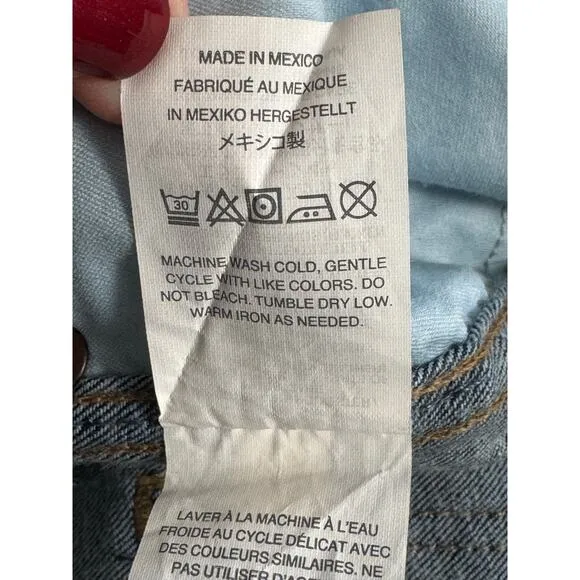 MADE IN MEXICO
FABRIQUÉ AU MEXIQUE
IN MEXIKO HERGESTELLT
メキシコ製
30
MACHINE WASH COLD, GENTLE
CYCLE WITH LIKE COLORS. DO
NOT BLEACH. TUMBLE DRY LOW.
WARM IRON AS NEEDED.
LAVER À LA MACHINE À L'EAU
FROIDE AU CYCLE DÉLICAT AVEC
DES COULEURS SIMILAIRES. NE
PAS UTILISER